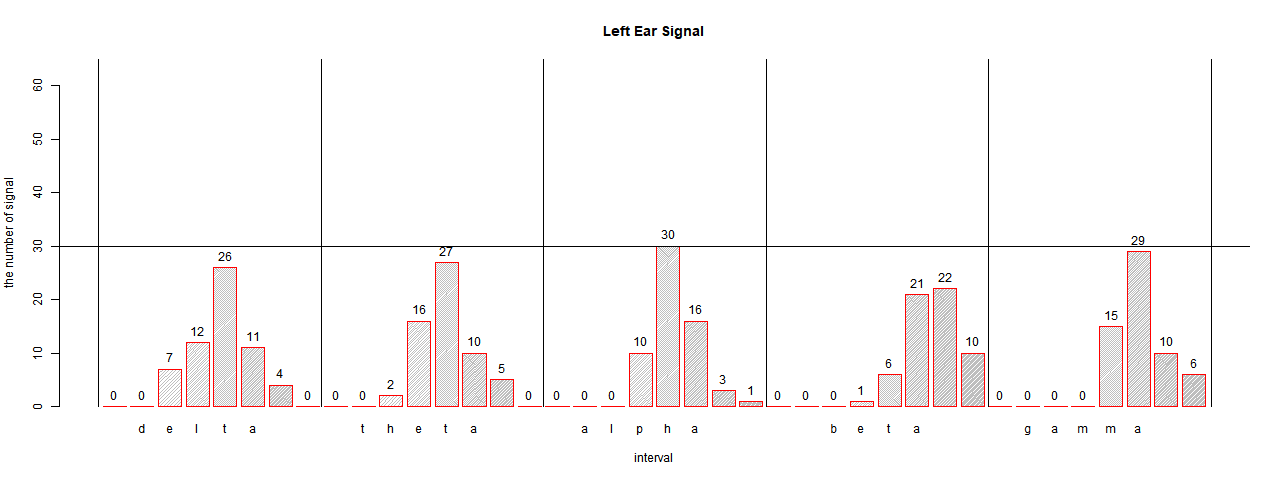 Left Ear Signal
the number of signal
60
50
40
30
20
10
0
0 0 7 12 26 11 4 0 0 0 2 16 27 10 5 0 0 0 0 10 30 16 3 1 0 0 0 1 6 21 22 10 0 0 0 0 15 29 10 6
d e l t a t h e t a a l p h a b e t a g a m m a
interval